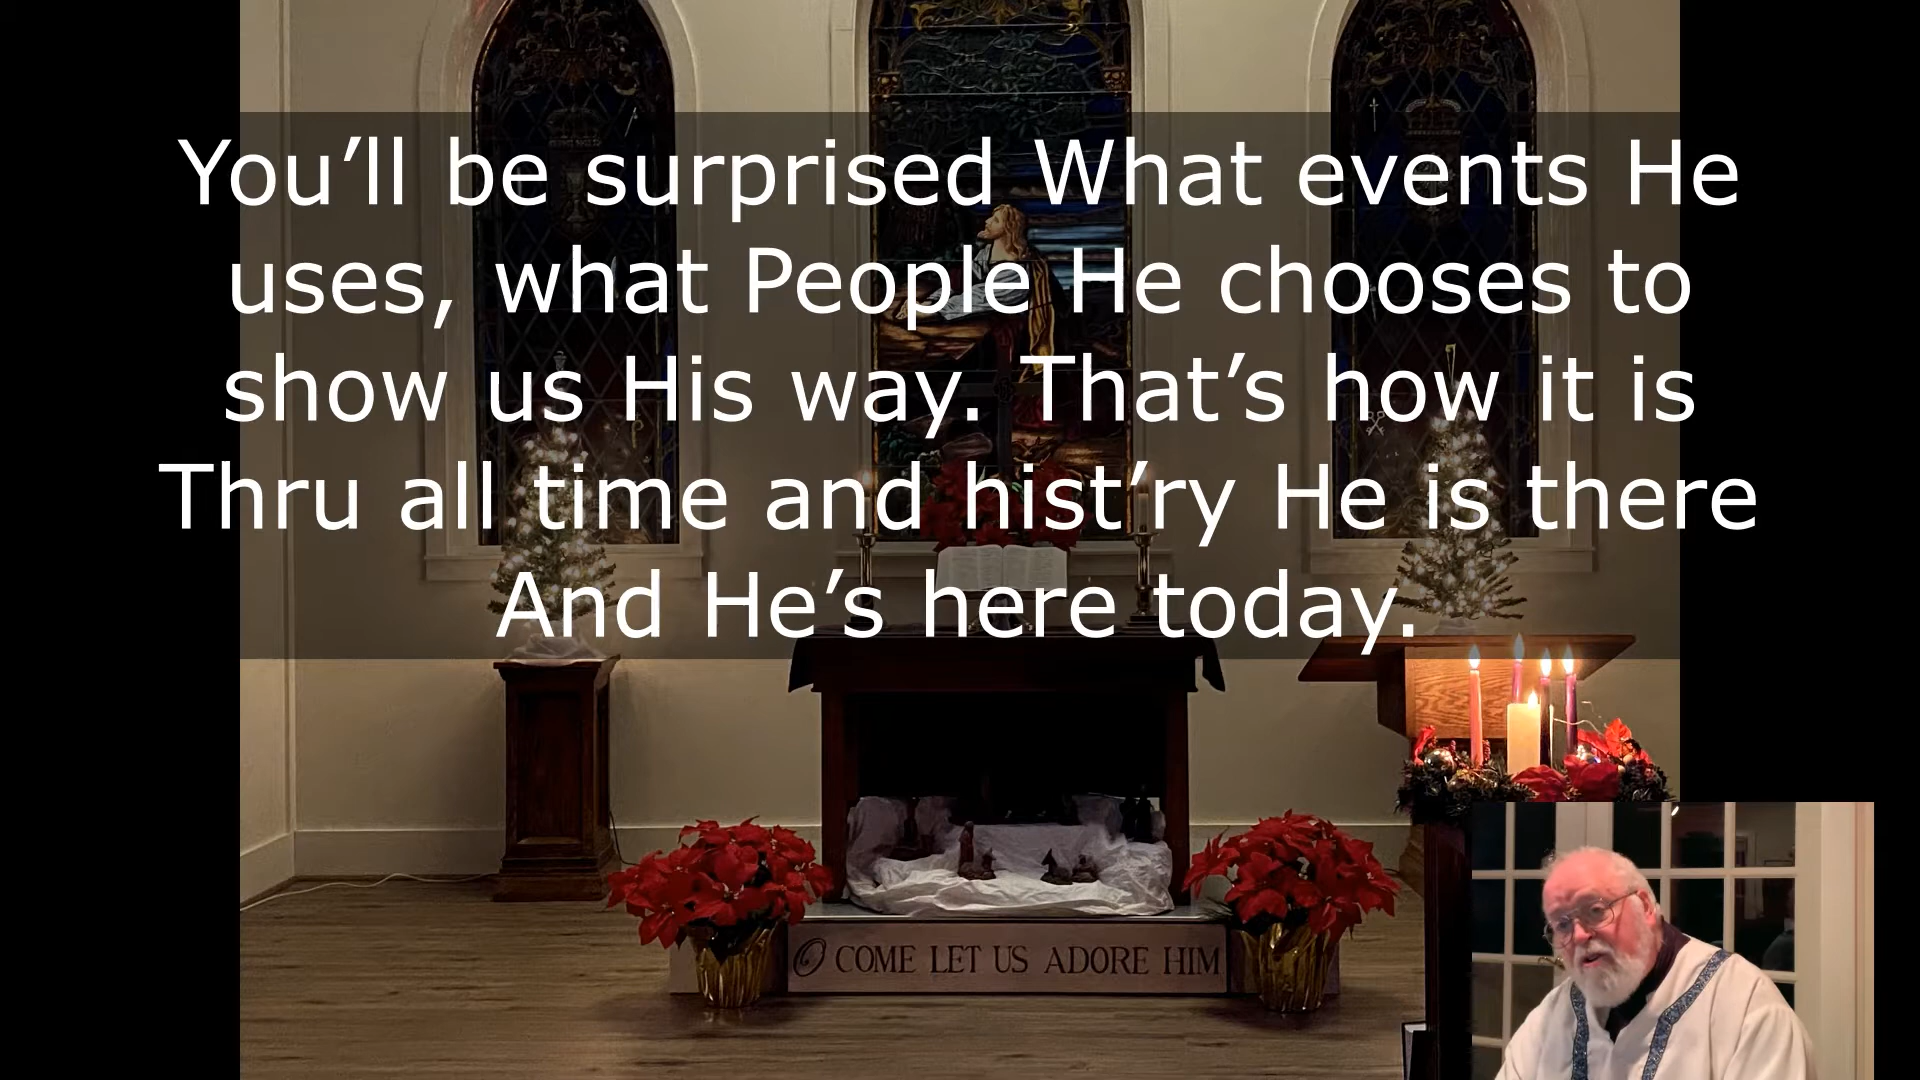 You’ll be surprised What events He
uses, what People He chooses to
show us His way. That’s how it is
Thru all time and hist’ry He is there
And He’s here today.
O COME LET US ADORE HIM